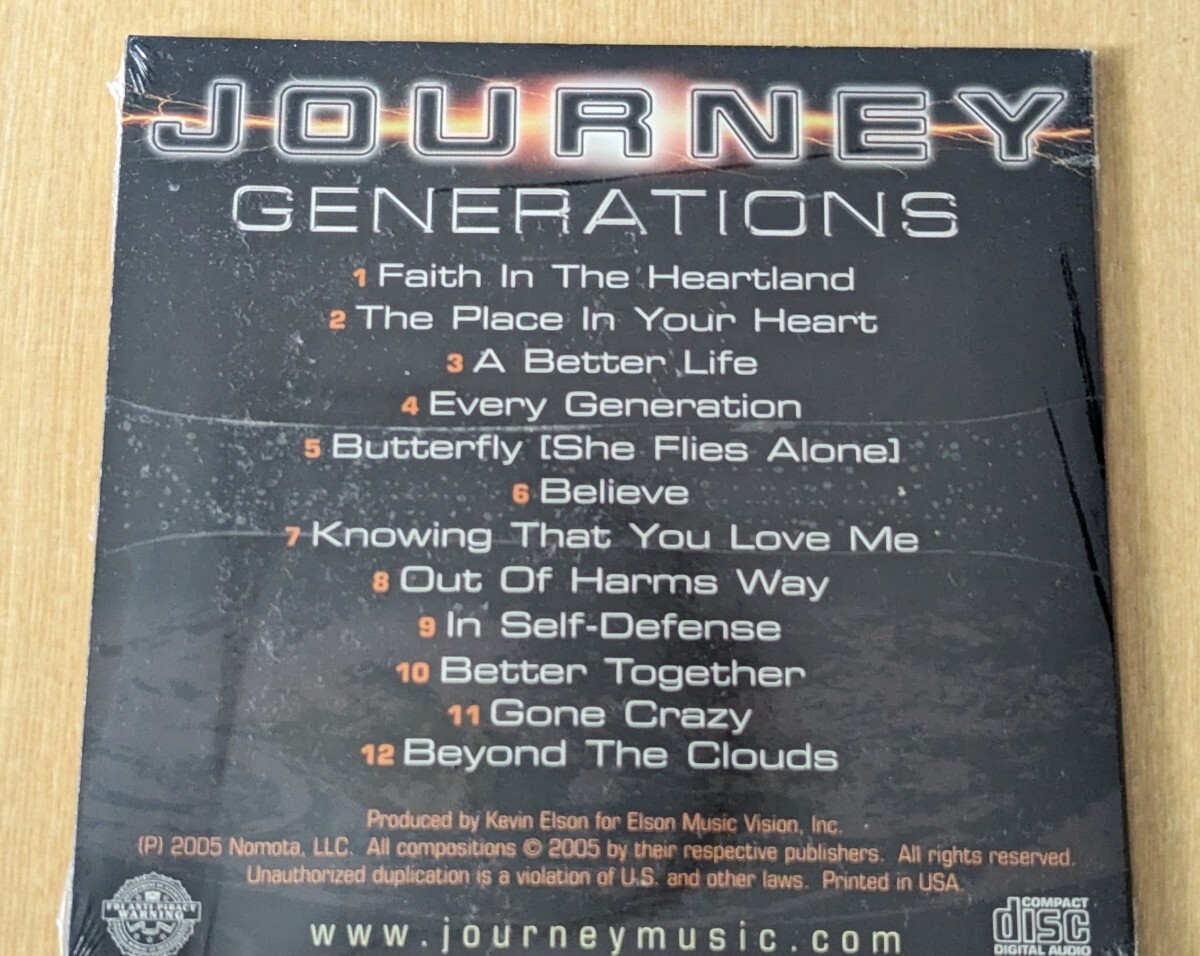 JOURNEY
GENERATIONS
1 Faith In The Heartland
2 The Place In Your Heart
3 A Better Life
4 Every Generation
5 Butterfly [She Flies Alone]
6 Believe
7 Knowing That You Love Me
8 Out Of Harms Way
9 In Self-Defense
10 Better Together
11 Gone Crazy
12 Beyond The Clouds
Produced by Kevin Elson for Elson Music Vision, Inc.
(P) 2005 Nomota, LLC. All compositions © 2005 by their respective publishers. All rights reserved.
Unauthorized duplication is a violation of U.S. and other laws. Printed in USA.
FBI ANTI-PIRACY
WARNING
www.journeymusic.com
COMPACT
disc
DIGITAL AUDIO